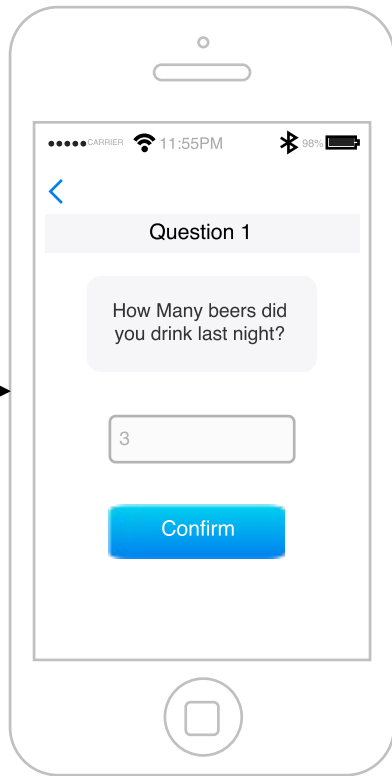 CARRIER 11:55PM 98%
Question 1
How Many beers did
you drink last night?
3
Confirm